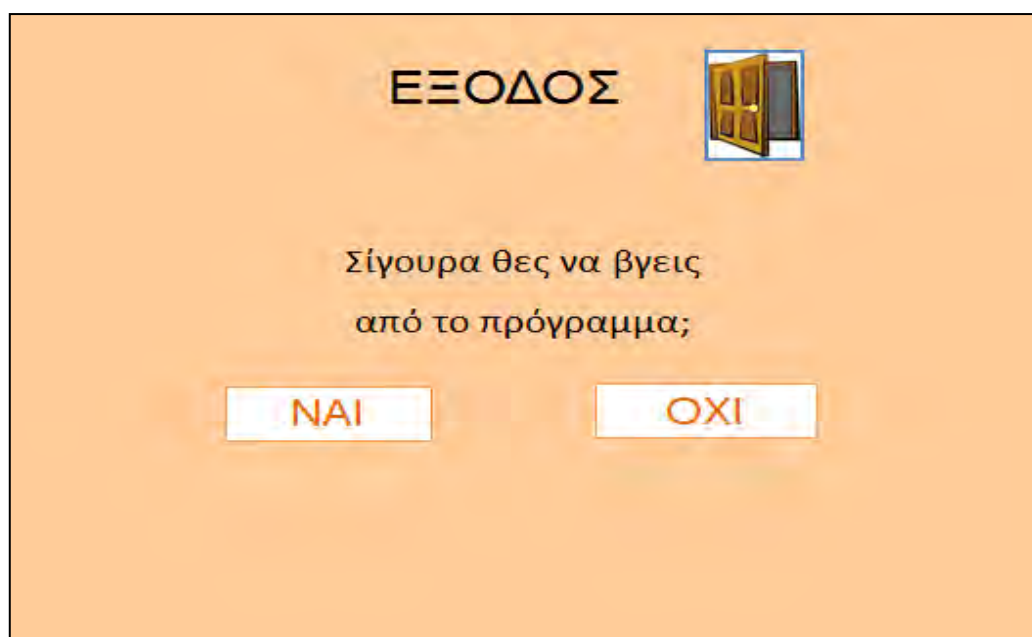 ΕΞΟΔΟΣ
Σίγουρα θες να βγεις
από το πρόγραμμα;
ΝΑΙ
ΟΧΙ